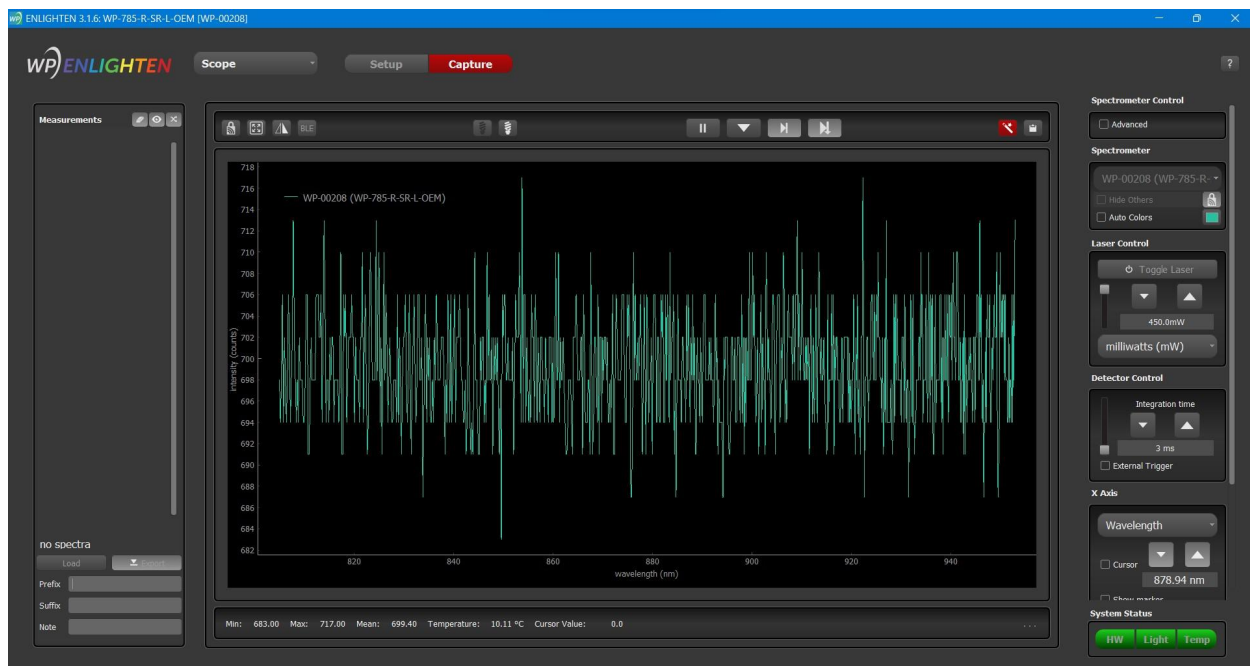 ENLIGHTEN 3.1.6: WP-785-R-SR-L-OEM [WP-00208]
WP ENLIGHTEN
Scope
Setup
Capture
?
Measurements
BLE
718
716
714
712
710
708
706
704
702
700
698
696
694
692
690
688
686
684
682
intensity (counts)
WP-00208 (WP-785-R-SR-L-OEM)
820 840 860 880 900 920 940
wavelength (nm)
no spectra
Load
Export
Prefix
Suffix
Note
Min: 683.00 Max: 717.00 Mean: 699.40 Temperature: 10.11 ºC Cursor Value: 0.0
...
Spectrometer Control
Advanced
Spectrometer
WP-00208 (WP-785-R-
Hide Others
Auto Colors
Laser Control
Toggle Laser
450.0mW
milliwatts (mW)
Detector Control
Integration time
3 ms
External Trigger
X Axis
Wavelength
Cursor
878.94 nm
Show marker
System Status
HW Light Temp